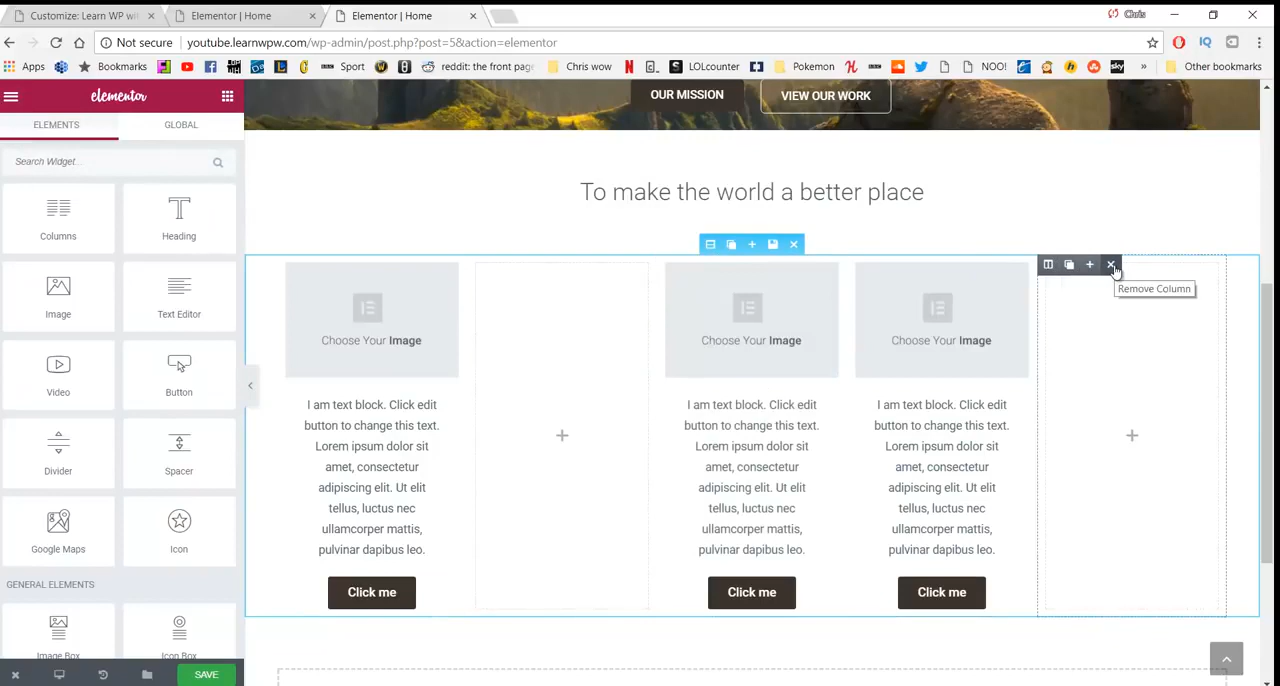 Customize: Learn WP wit
Elementor | Home
Elementor | Home
Chris
Not secure
youtube.learnwpw.com/wp-admin/post.php?post=5&action=elementor
Apps
Bookmarks
Sport
reddit: the front page
Chris wow
LOLcounter
Pokemon
NOO!
sky
»
Other bookmarks
elementor
ELEMENTS
GLOBAL
Search Widget...
Columns
Heading
Image
Text Editor
Video
Button
Divider
Spacer
Google Maps
Icon
GENERAL ELEMENTS
Image Box
Icon Box
SAVE
OUR MISSION
VIEW OUR WORK
To make the world a better place
Remove Column
Choose Your Image
I am text block. Click edit
button to change this text.
Lorem ipsum dolor sit
amet, consectetur
adipiscing elit. Ut elit
tellus, luctus nec
ullamcorper mattis,
pulvinar dapibus leo.
Click me
Choose Your Image
I am text block. Click edit
button to change this text.
Lorem ipsum dolor sit
amet, consectetur
adipiscing elit. Ut elit
tellus, luctus nec
ullamcorper mattis,
pulvinar dapibus leo.
Click me
Choose Your Image
I am text block. Click edit
button to change this text.
Lorem ipsum dolor sit
amet, consectetur
adipiscing elit. Ut elit
tellus, luctus nec
ullamcorper mattis,
pulvinar dapibus leo.
Click me